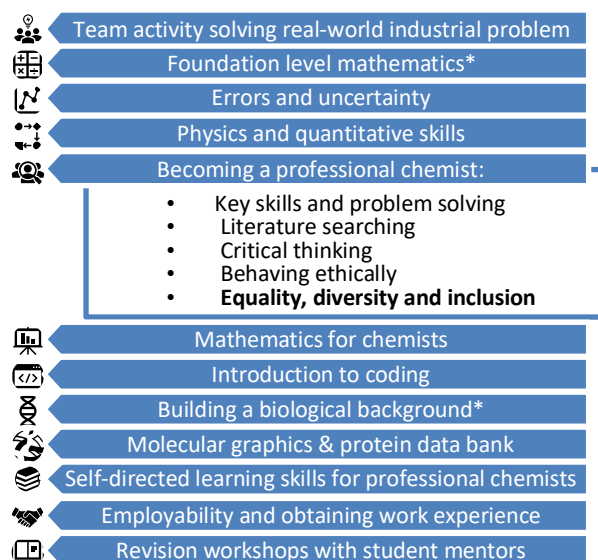 Team activity solving real-world industrial problem
Foundation level mathematics*
Errors and uncertainty
Physics and quantitative skills
Becoming a professional chemist:
• Key skills and problem solving
• Literature searching
• Critical thinking
• Behaving ethically
• Equality, diversity and inclusion
Mathematics for chemists
Introduction to coding
Building a biological background*
Molecular graphics & protein data bank
Self-directed learning skills for professional chemists
Employability and obtaining work experience
Revision workshops with student mentors